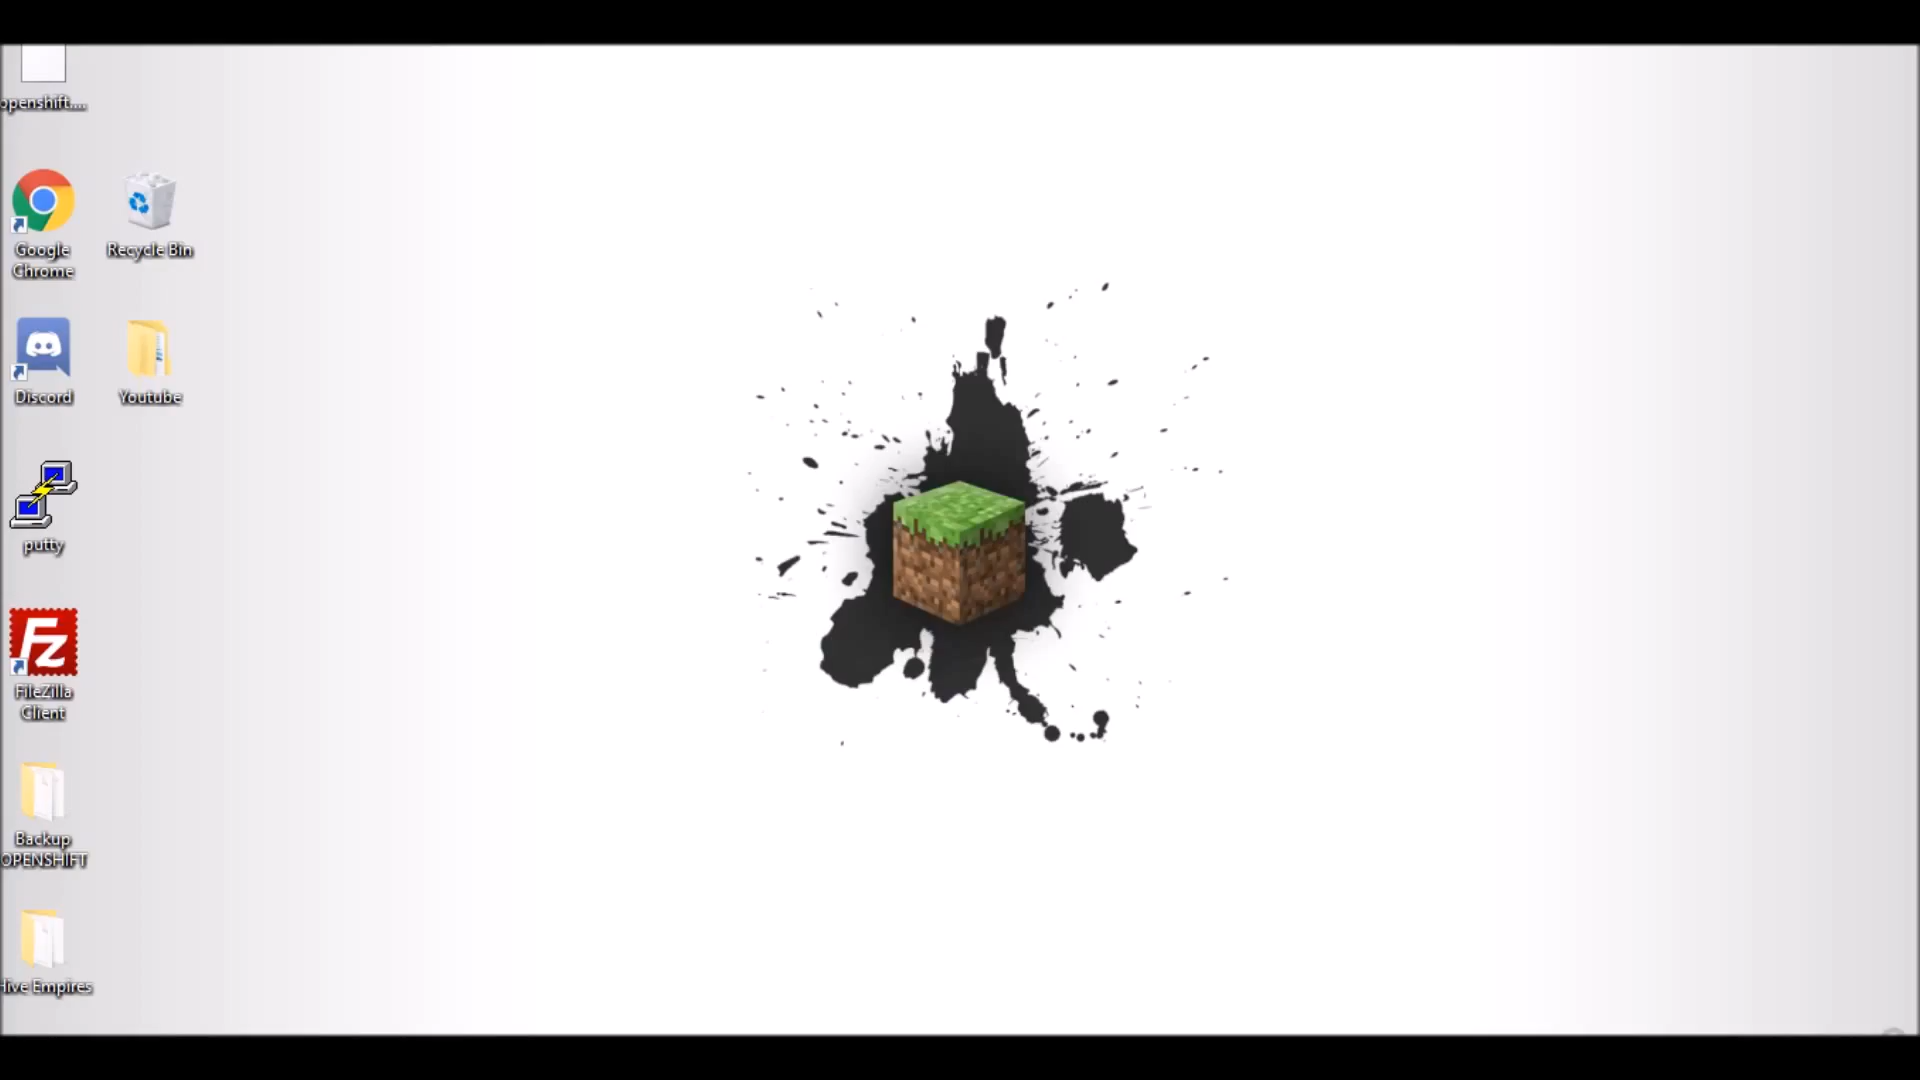 openshift....
Google
Chrome
Recycle Bin
Discord
Youtube
putty
FileZilla
Client
Backup
OPENSHIFT
Hive Empires